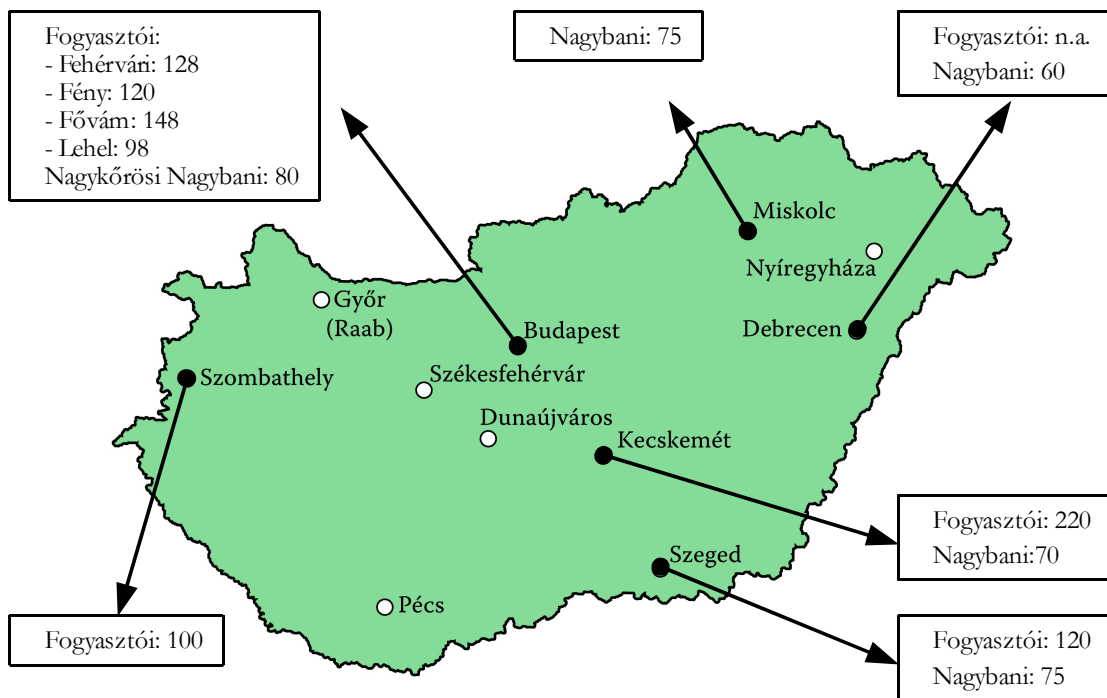 Fogyasztói:
- Fehérvári: 128
- Fény: 120
- Fővám: 148
- Lehel: 98
Nagykőrösi Nagybani: 80
Nagybani: 75
Fogyasztói: n.a.
Nagybani: 60
Miskolc
Nyíregyháza
Győr
(Raab)
Budapest
Debrecen
Szombathely
Székesfehérvár
Dunaújváros
Kecskemét
Fogyasztói: 220
Nagybani:70
Szeged
Pécs
Fogyasztói: 100
Fogyasztói: 120
Nagybani: 75